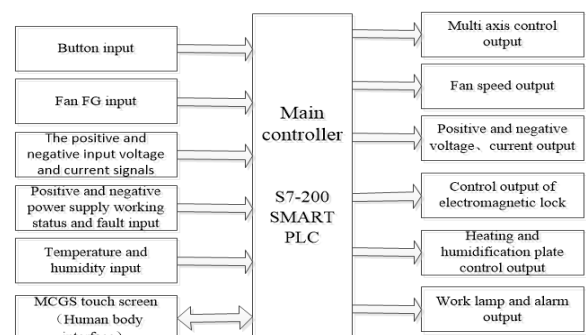 Button input
Fan FG input
The positive and
negative input voltage
and current signals
Positive and negative
power supply working
status and fault input
Temperature and
humidity input
MCGS touch screen
（Human body
Main
controller
S7-200
SMART
PLC
Multi axis control
output
Fan speed output
Positive and negative
voltage、current output
Control output of
electromagnetic lock
Heating and
humidification plate
control output
Work lamp and alarm
output